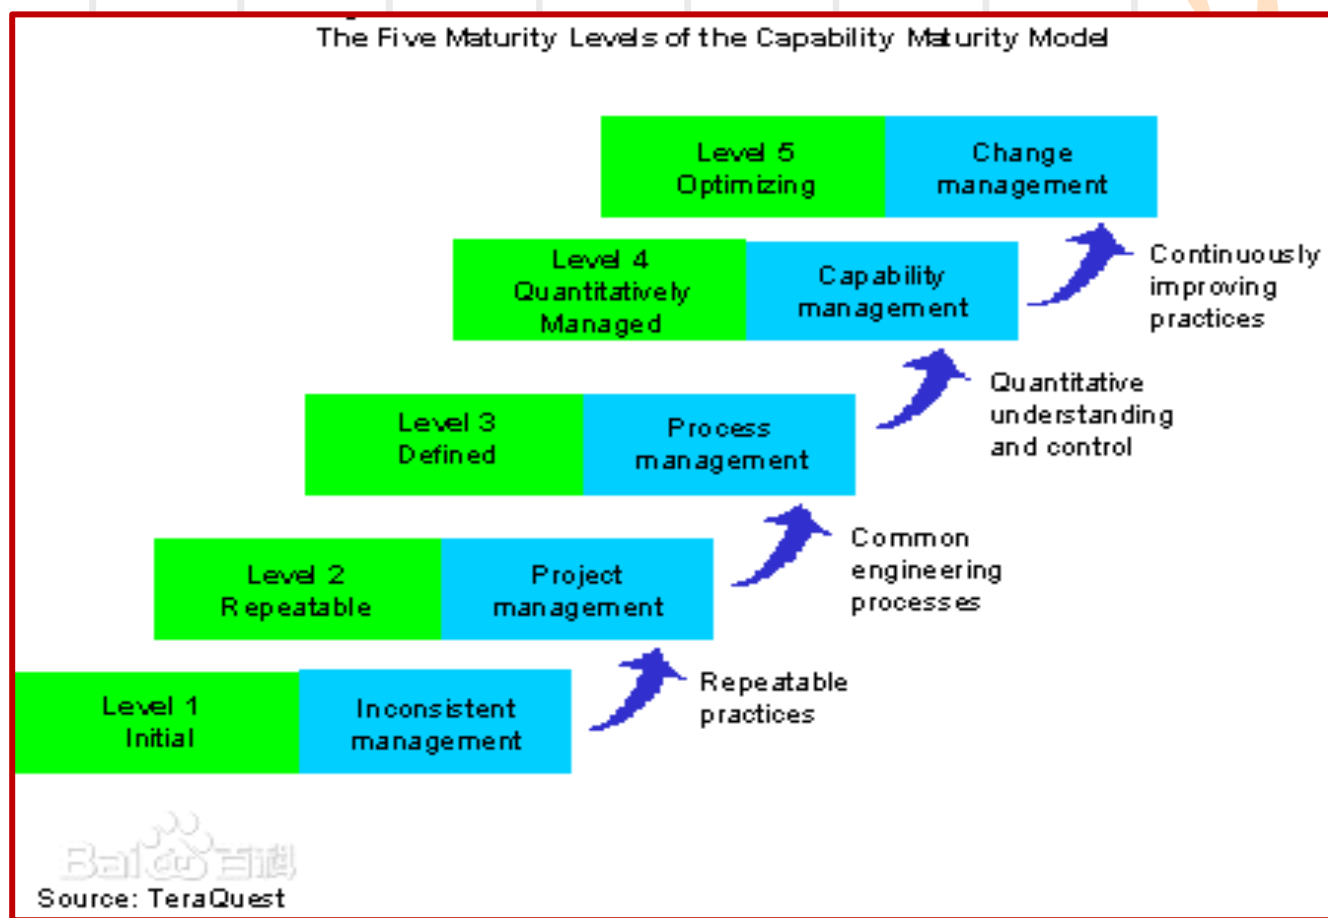 The Five Maturity Levels of the Capability Maturity Model
Level 5
Optimizing
Change
management
Continuously
improving
practices
Level 4
Quantitatively
Managed
Capability
management
Quantitative
understanding
and control
Level 3
Defined
Process
management
Common
engineering
processes
Level 2
Repeatable
Project
management
Repeatable
practices
Level 1
Initial
Inconsistent
management
Baidu百科
Source: TeraQuest